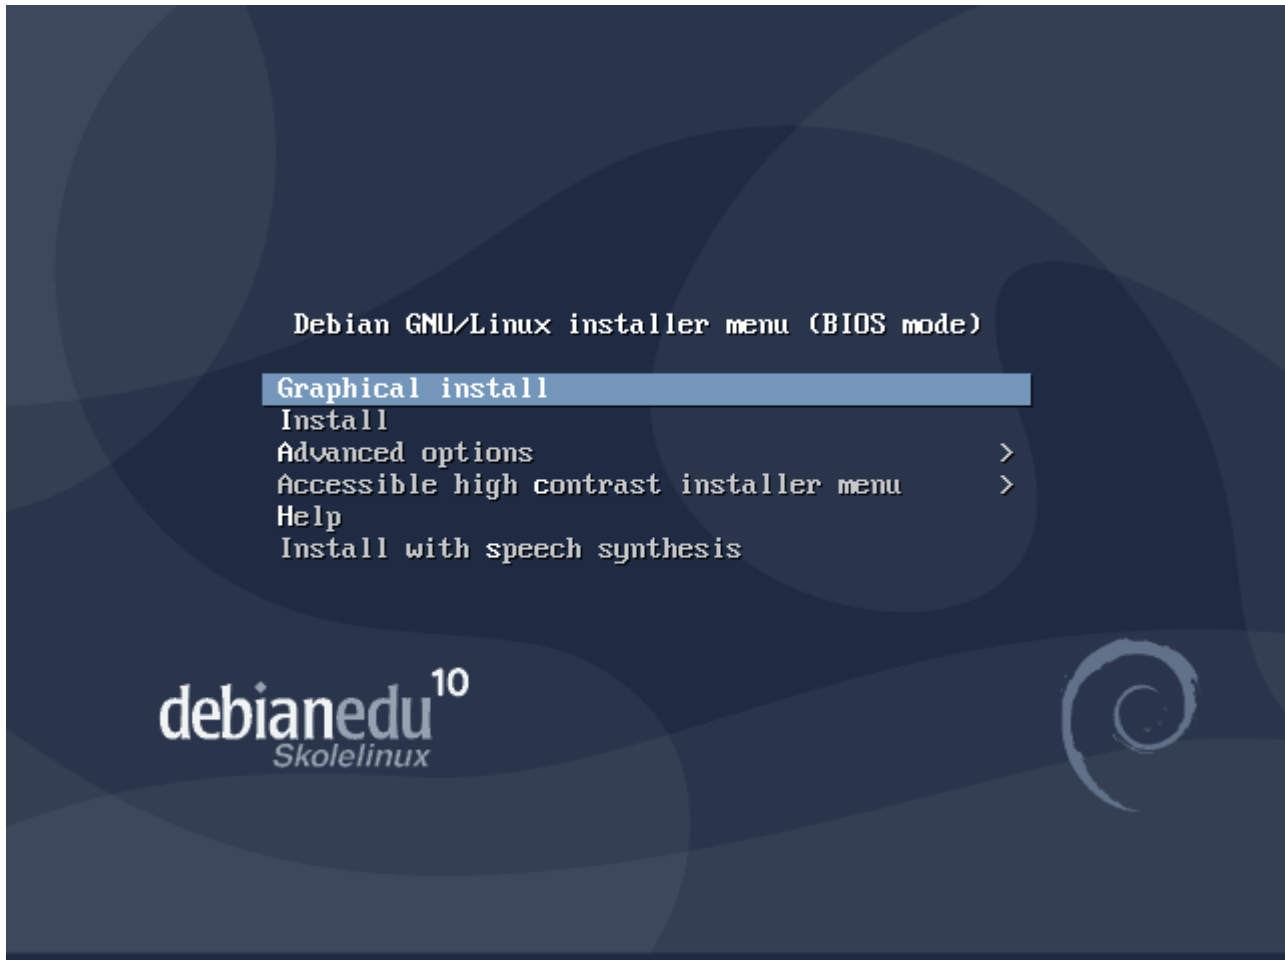 Debian GNU/Linux installer menu (BIOS mode)
Graphical install
Install
Advanced options >
Accessible high contrast installer menu >
Help
Install with speech synthesis
debianedu 10
Skolelinux